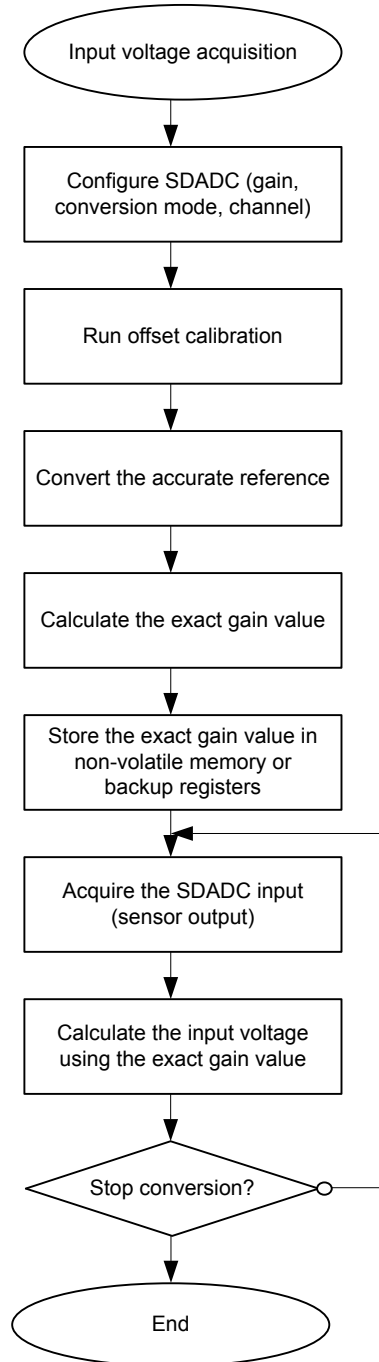 Input voltage acquisition
Configure SDADC (gain,
conversion mode, channel)
Run offset calibration
Convert the accurate reference
Calculate the exact gain value
Store the exact gain value in
non-volatile memory or
backup registers
Acquire the SDADC input
(sensor output)
Calculate the input voltage
using the exact gain value
Stop conversion?
End